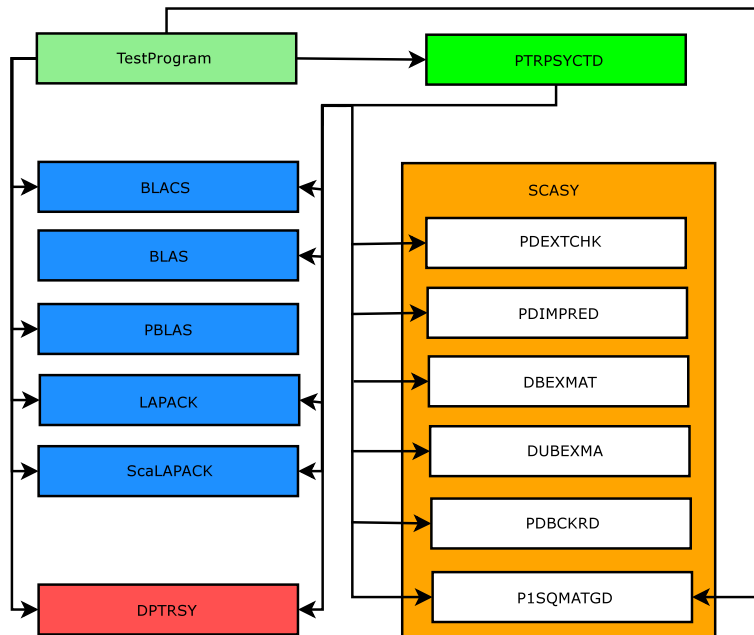 TestProgram
PTRPSYCTD
BLACS
BLAS
PBLAS
LAPACK
ScaLAPACK
DPTRSY
SCASY
PDEXTCHK
PDIMPRED
DBEXMAT
DUBEXMA
PDBCKRD
P1SQMATGD